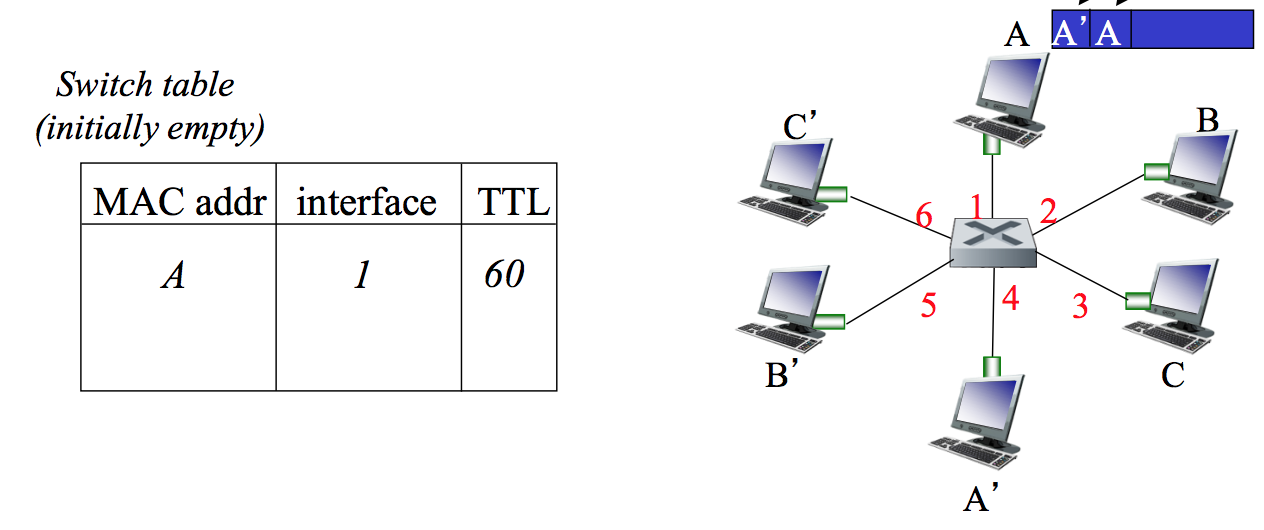 Switch table
(initially empty)
MAC addr interface TTL
A 1 60
A
A’ A
B
C’
6
1
2
5
4
3
B’
C
A’